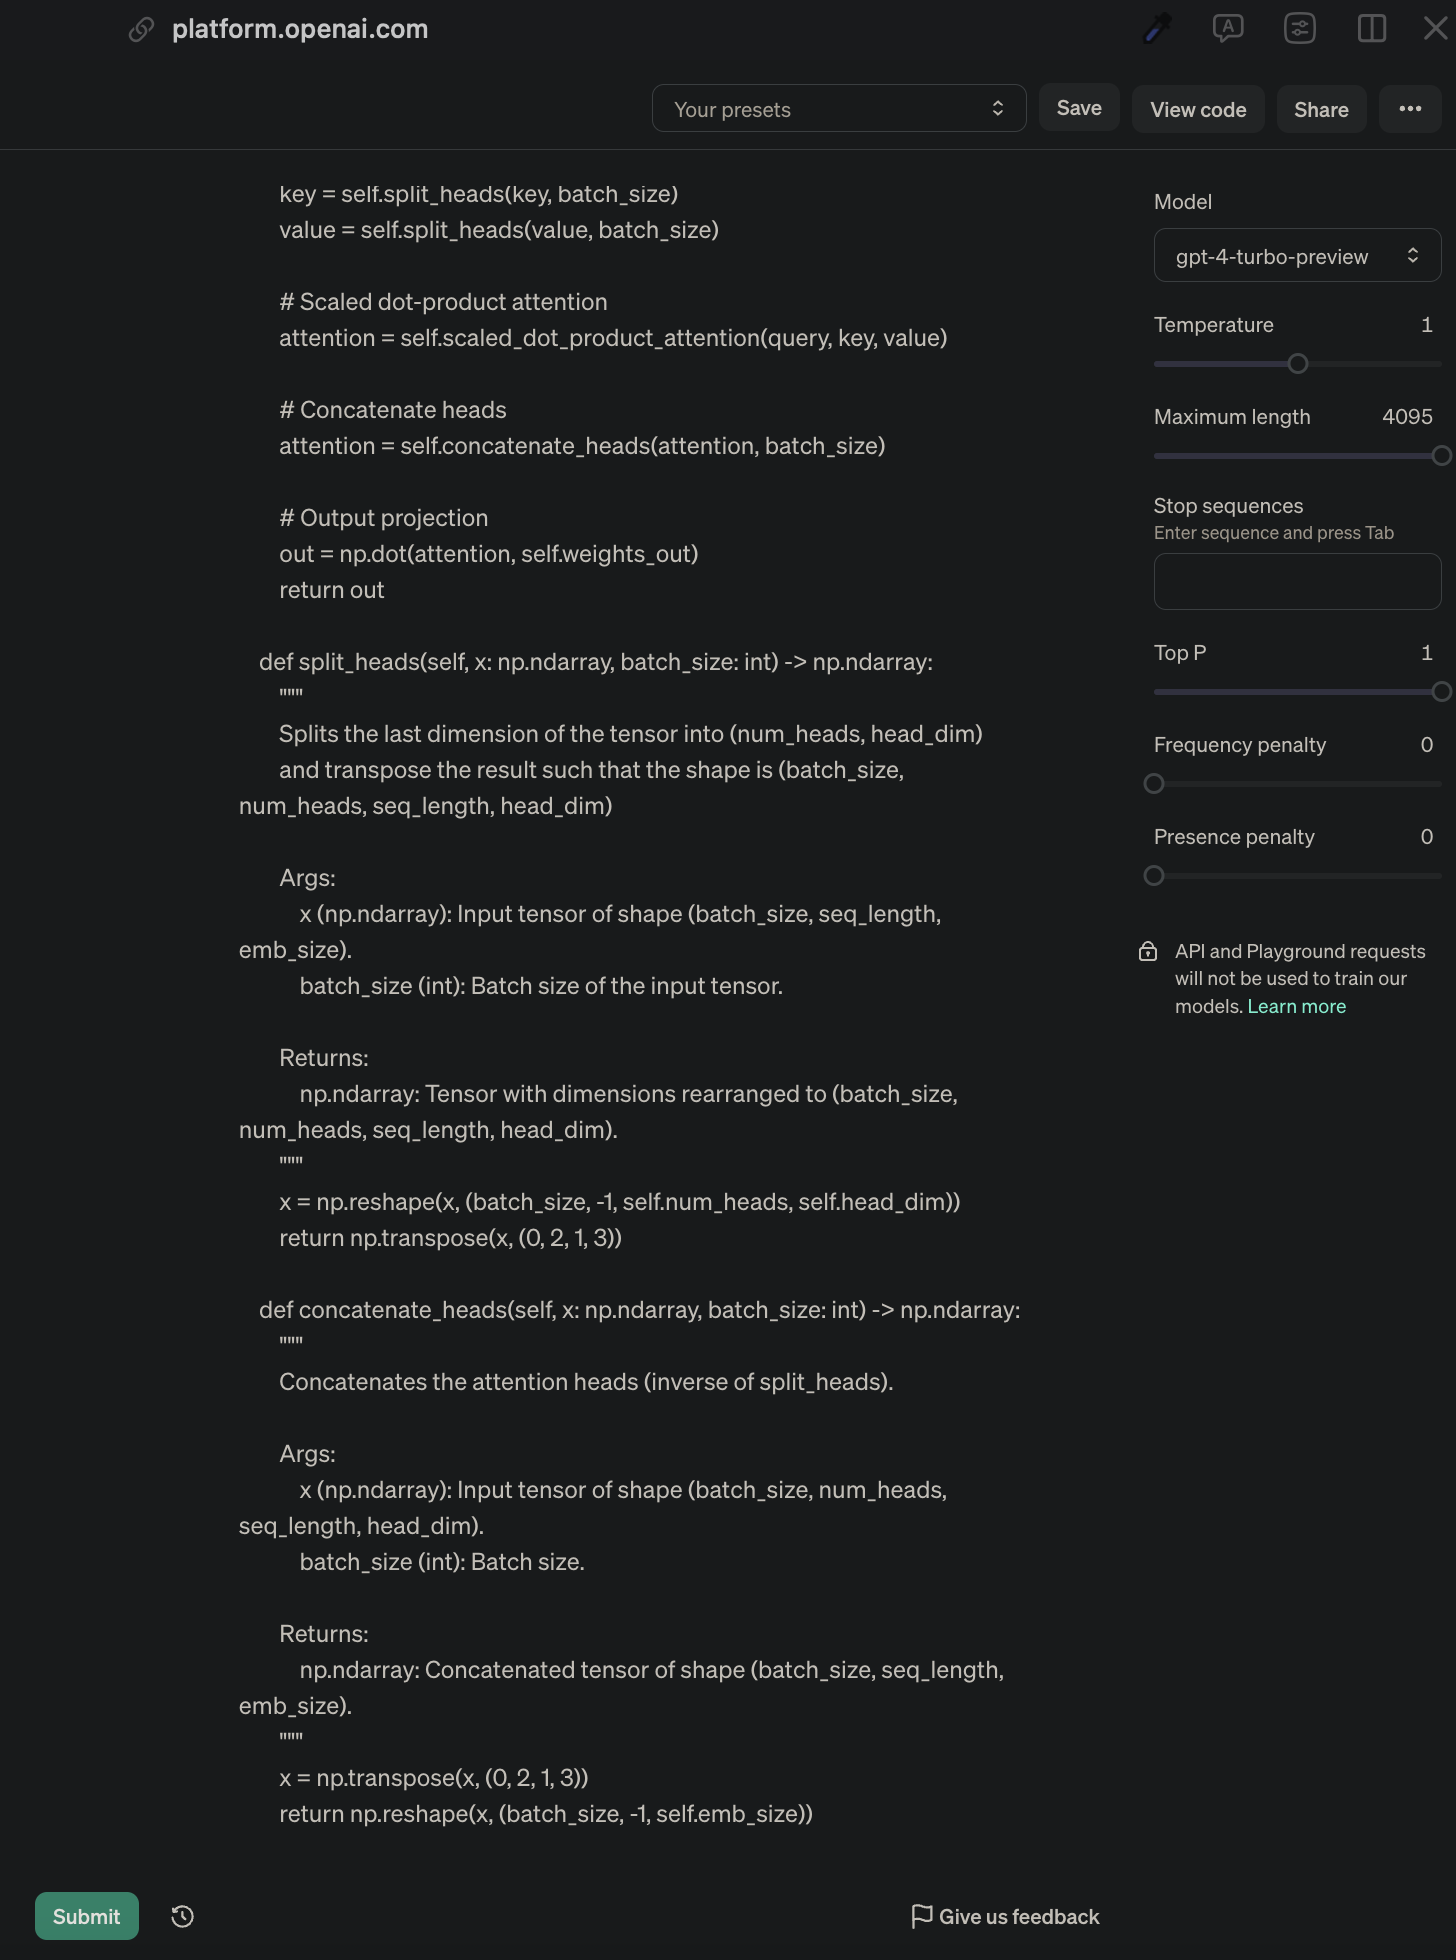 platform.openai.com
Your presets
Save
View code
Share
key = self.split_heads(key, batch_size)
value = self.split_heads(value, batch_size)
# Scaled dot-product attention
attention = self.scaled_dot_product_attention(query, key, value)
# Concatenate heads
attention = self.concatenate_heads(attention, batch_size)
# Output projection
out = np.dot(attention, self.weights_out)
return out
def split_heads(self, x: np.ndarray, batch_size: int) -> np.ndarray:
"""
Splits the last dimension of the tensor into (num_heads, head_dim)
and transpose the result such that the shape is (batch_size,
num_heads, seq_length, head_dim)
Args:
x (np.ndarray): Input tensor of shape (batch_size, seq_length,
emb_size).
batch_size (int): Batch size of the input tensor.
Returns:
np.ndarray: Tensor with dimensions rearranged to (batch_size,
num_heads, seq_length, head_dim).
"""
x = np.reshape(x, (batch_size, -1, self.num_heads, self.head_dim))
return np.transpose(x, (0, 2, 1, 3))
def concatenate_heads(self, x: np.ndarray, batch_size: int) -> np.ndarray:
"""
Concatenates the attention heads (inverse of split_heads).
Args:
x (np.ndarray): Input tensor of shape (batch_size, num_heads,
seq_length, head_dim).
batch_size (int): Batch size.
Returns:
np.ndarray: Concatenated tensor of shape (batch_size, seq_length,
emb_size).
"""
x = np.transpose(x, (0, 2, 1, 3))
return np.reshape(x, (batch_size, -1, self.emb_size))
Model
gpt-4-turbo-preview
Temperature 1
Maximum length 4095
Stop sequences
Enter sequence and press Tab
Top P 1
Frequency penalty 0
Presence penalty 0
API and Playground requests
will not be used to train our
models. Learn more
Submit
Give us feedback